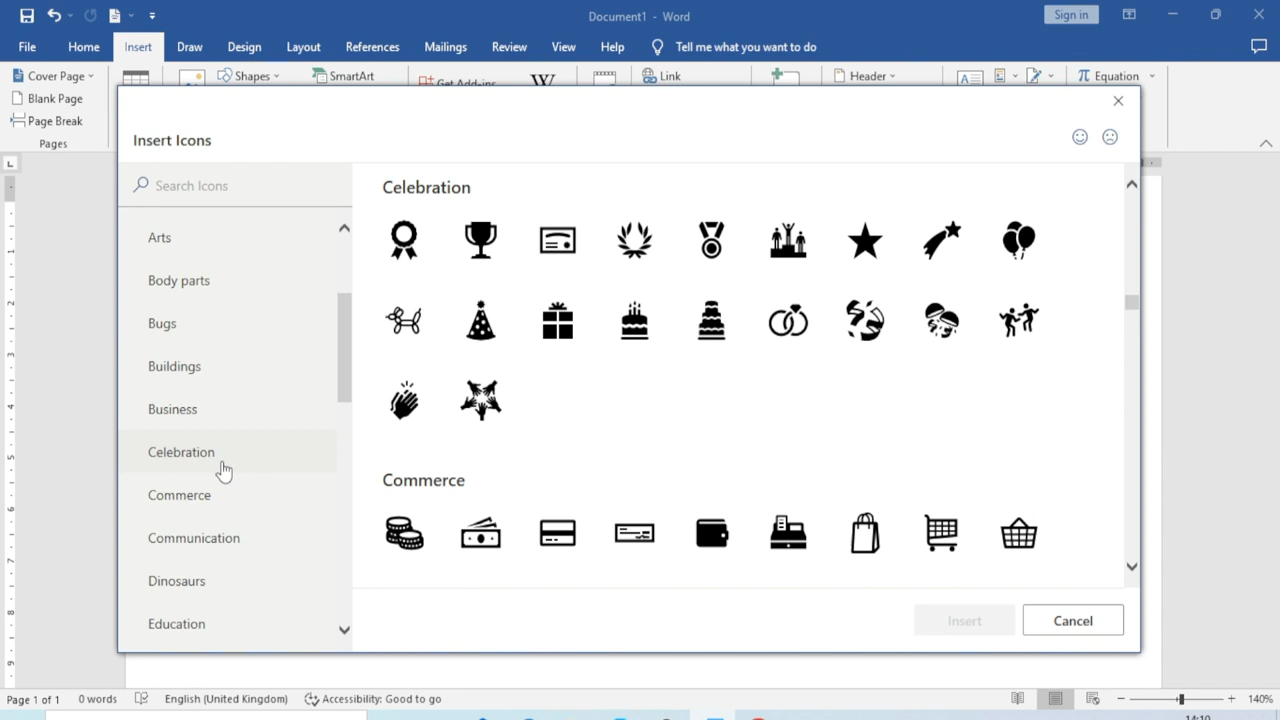 Document1 - Word
Sign in
File Home Insert Draw Design Layout References Mailings Review View Help Tell me what you want to do
Cover Page Shapes SmartArt Get Add-ins W Link Header A Equation
Blank Page
Page Break
Pages
Insert Icons
Search Icons
Arts
Body parts
Bugs
Buildings
Business
Celebration
Commerce
Communication
Dinosaurs
Education
Celebration
Commerce
Insert Cancel
Page 1 of 1 0 words English (United Kingdom) Accessibility: Good to go 140%